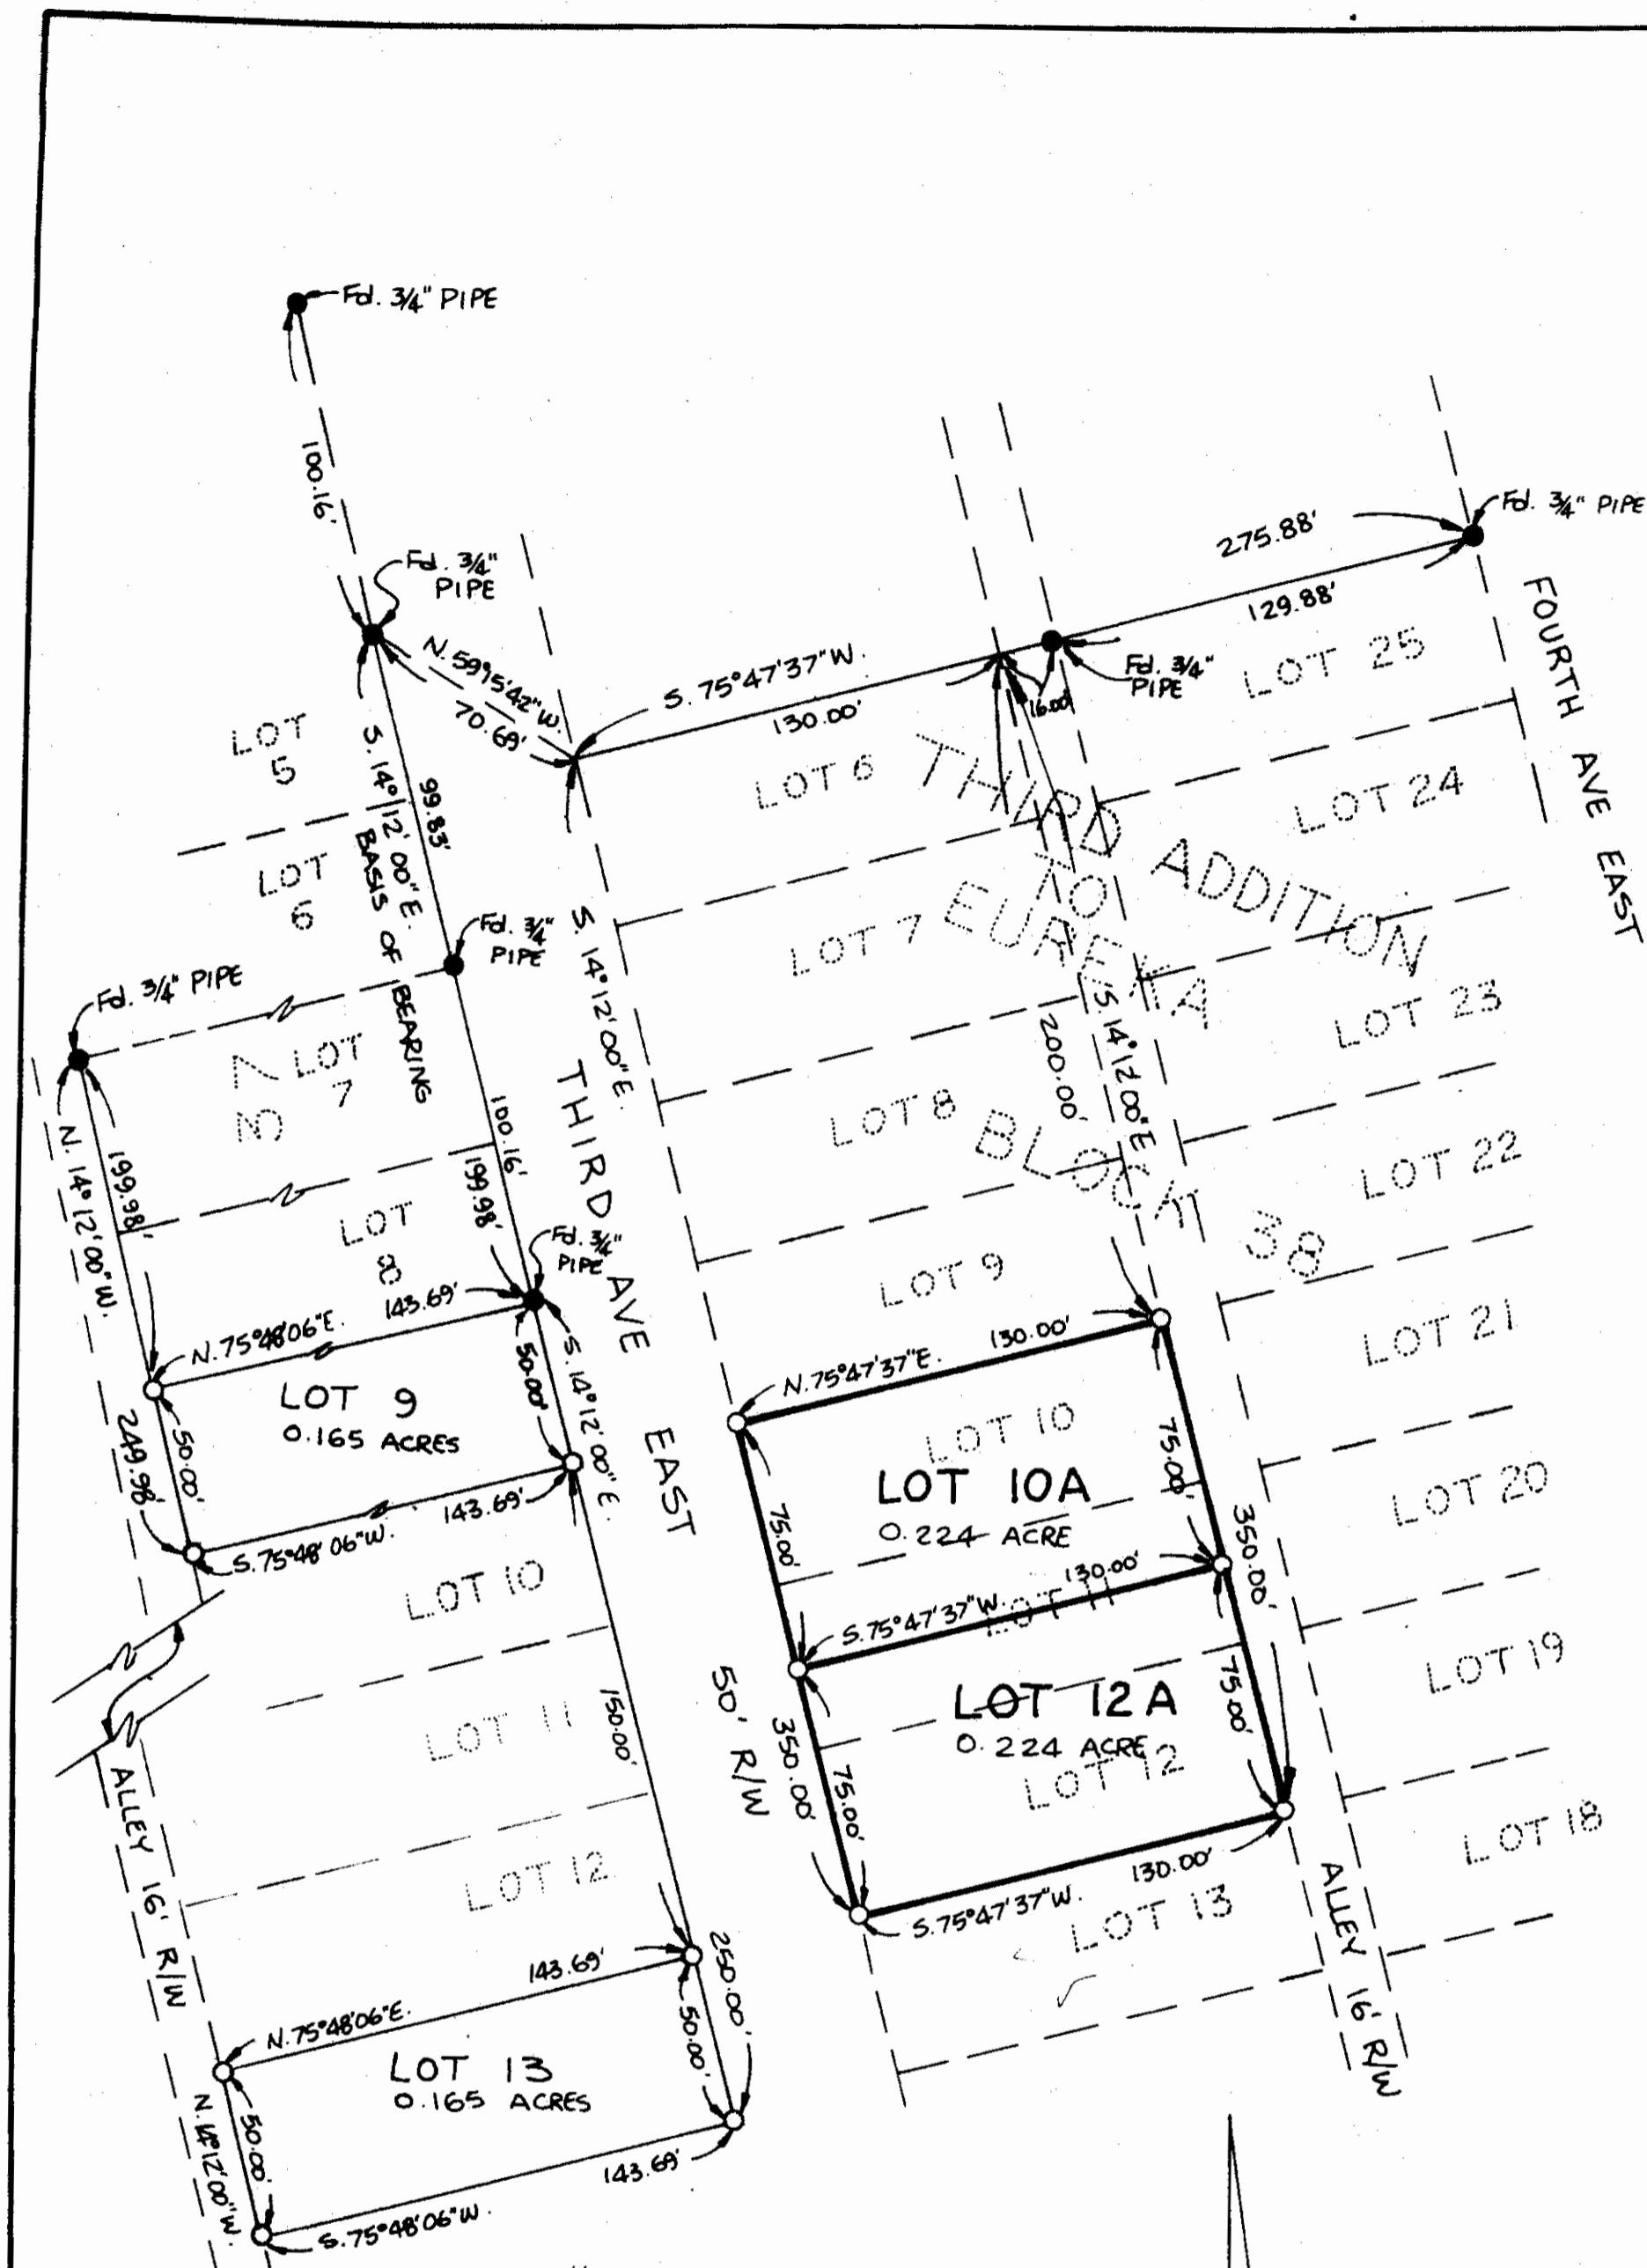 Fd. 3/4" PIPE
100.16'
Fd. 3/4"
PIPE
Fd. 3/4" PIPE
275.88'
129.88'
Fd. 3/4"
PIPE
16.00'
N. 59°15'42"W.
70.69'
S. 75°47'37"W.
130.00'
FOURTH AVE EAST
LOT 25
LOT 24
LOT 23
LOT 22
LOT 21
LOT 20
LOT 19
LOT 18
THIRD ADDITION
TO
EUREKA
BLOCK 38
LOT
5
LOT
6
S. 14°12'00"E.
BASIS OF BEARING
99.83'
Fd. 3/4"
PIPE
Fd. 3/4" PIPE
LOT
7
37
LOT
8
N. 14°12'00"W.
199.98'
100.16'
199.98'
Fd. 3/4"
PIPE
S. 14°12'00"E.
THIRD AVE EAST
50' R/W
LOT 6
LOT 7
LOT 8
LOT 9
200.00'
S. 14°12'00"E
N. 75°48'06"E.
143.69'
LOT 9
0.165 ACRES
50.00'
50.00'
S. 14°12'00"E.
249.98'
S. 75°48'06"W.
143.69'
LOT 10
LOT 11
LOT 12
150.00'
ALLEY 16' R/W
N. 75°47'37"E.
130.00'
LOT 10
LOT 10A
0.224 ACRE
75.00'
75.00'
350.00'
S. 75°47'37"W.
130.00'
LOT 11
LOT 12A
0.224 ACRE
LOT 12
75.00'
75.00'
350.00'
S. 75°47'37"W.
130.00'
LOT 13
ALLEY 16' R/W
N. 75°48'06"E.
143.69'
LOT 13
0.165 ACRES
50.00'
250.00'
N. 14°12'00"W.
50.00'
S. 75°48'06"W.
143.69'